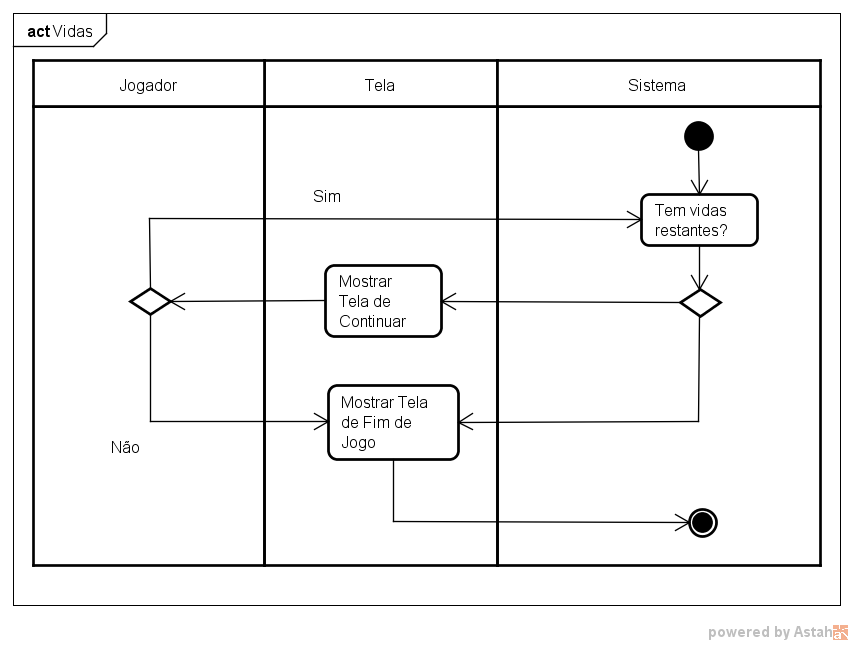 act Vidas
Jogador
Tela
Sistema
Sim
Tem vidas
restantes?
Mostrar
Tela de
Continuar
Mostrar Tela
de Fim de
Jogo
Não
powered by Astah